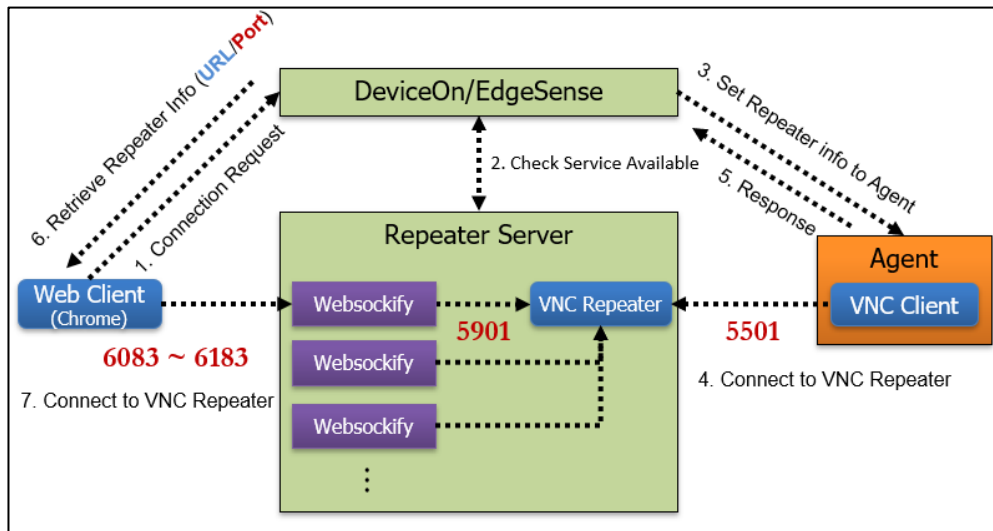 DeviceOn/EdgeSense
6. Retrieve Repeater Info (URL/Port)
1. Connection Request
2. Check Service Available
3. Set Repeater info to Agent
5. Response
Repeater Server
Agent
Web Client
(Chrome)
Websockify
5901
VNC Repeater
5501
VNC Client
6083 ~ 6183
Websockify
7. Connect to VNC Repeater
4. Connect to VNC Repeater
Websockify